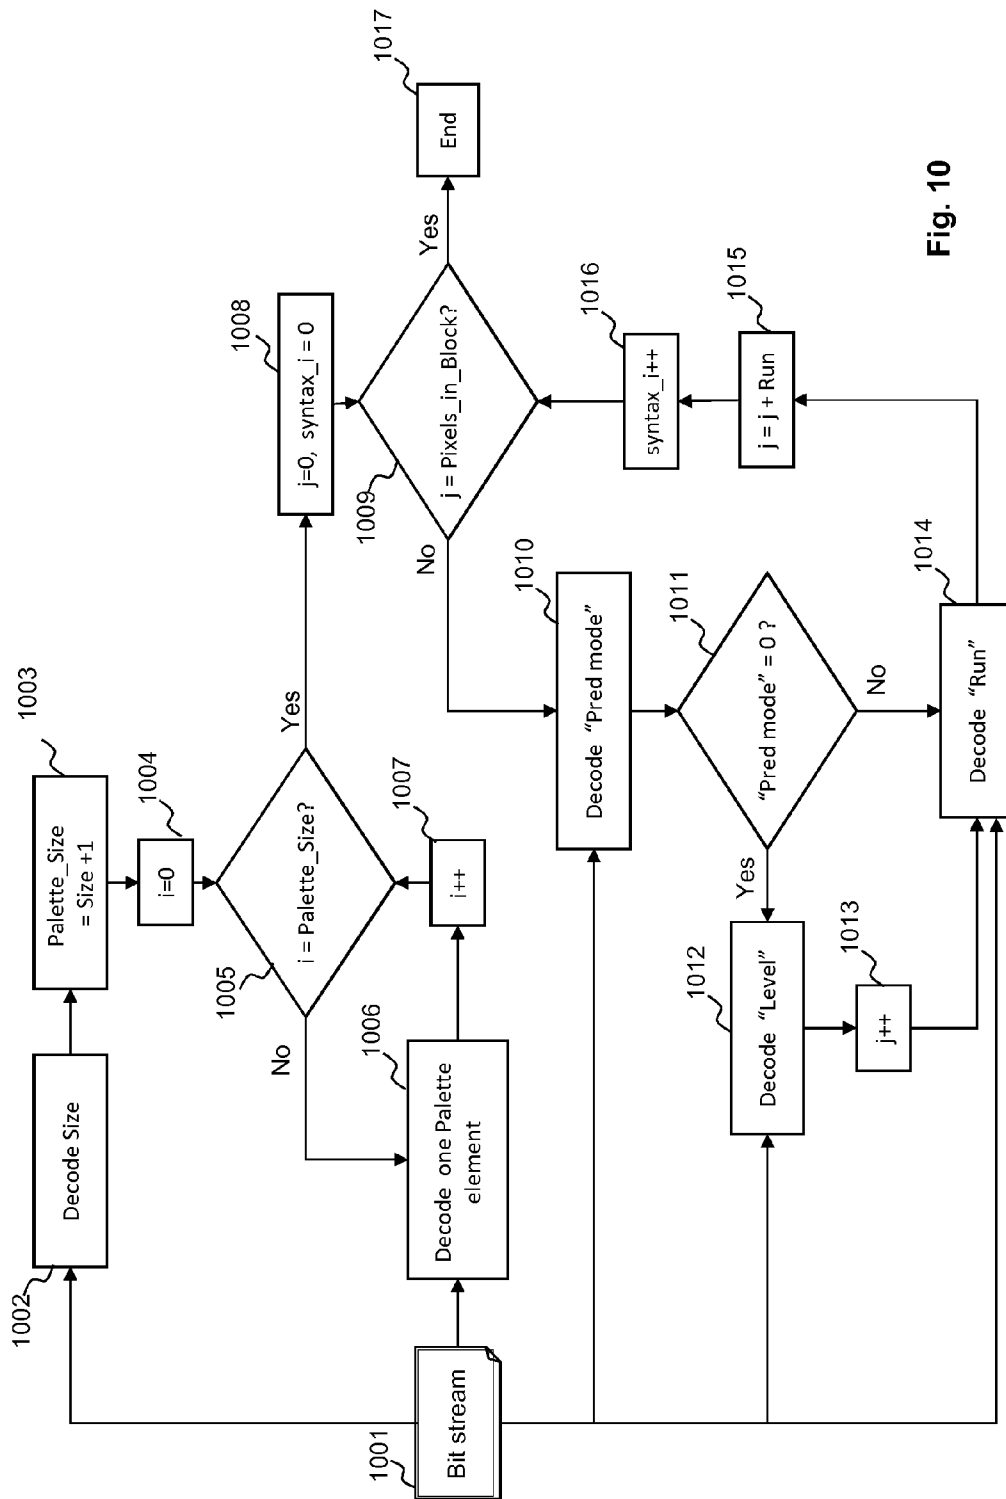 1001
Bit stream
1002
Decode Size
1003
Palette_Size
= Size +1
1004
i=0
1005
i = Palette_Size?
No
Yes
1006
Decode one Palette
element
1007
i++
1008
j=0, syntax_i = 0
1009
j = Pixels_in_Block?
No
Yes
1017
End
1010
Decode “Pred mode”
1011
“Pred mode” = 0 ?
Yes
No
1012
Decode “Level”
1013
j++
1014
Decode “Run”
1015
j = j + Run
1016
syntax_i++
Fig. 10